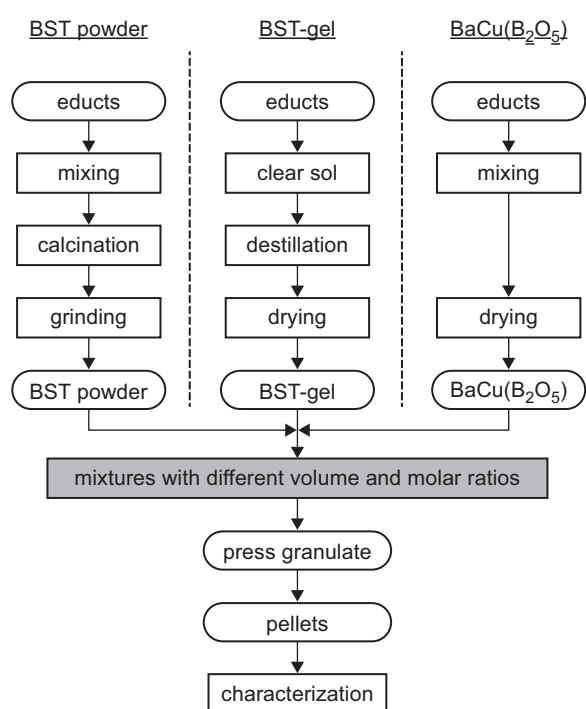 BST powder
BST-gel
BaCu(B2O5)
educts
educts
educts
mixing
clear sol
mixing
calcination
destillation
grinding
drying
drying
BST powder
BST-gel
BaCu(B2O5)
mixtures with different volume and molar ratios
press granulate
pellets
characterization